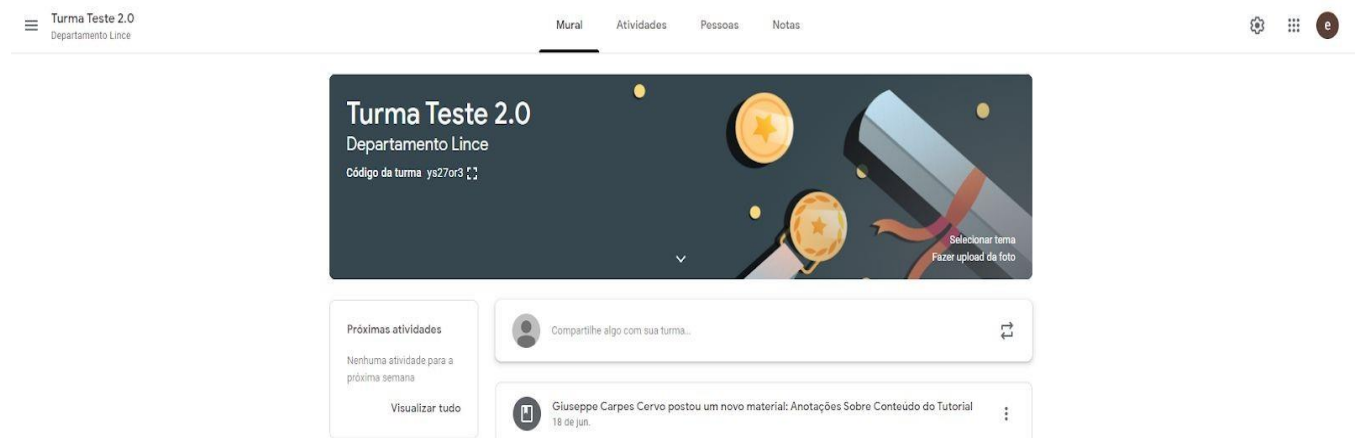 Turma Teste 2.0
Departamento Lince
Mural
Atividades
Pessoas
Notas
e
Turma Teste 2.0
Departamento Lince
Código da turma ys27or3
Selecionar tema
Fazer upload da foto
Próximas atividades
Nenhuma atividade para a
próxima semana
Visualizar tudo
Compartilhe algo com sua turma...
Giuseppe Carpes Cervo postou um novo material: Anotações Sobre Conteúdo do Tutorial
18 de jun.